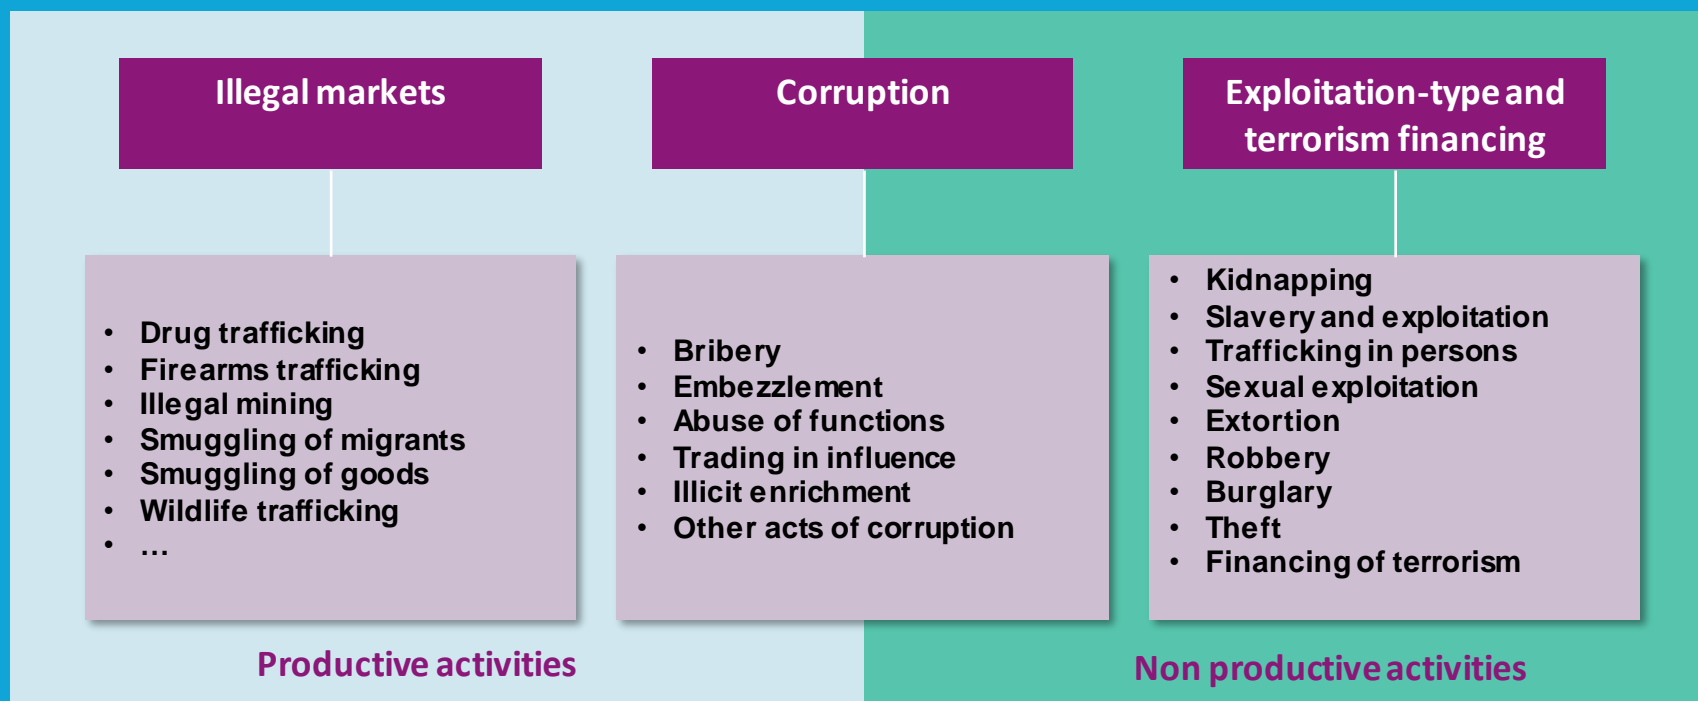 Illegal markets
• Drug trafficking
• Firearms trafficking
• Illegal mining
• Smuggling of migrants
• Smuggling of goods
• Wildlife trafficking
• …
Corruption
• Bribery
• Embezzlement
• Abuse of functions
• Trading in influence
• Illicit enrichment
• Other acts of corruption
Exploitation-type and
terrorism financing
• Kidnapping
• Slavery and exploitation
• Trafficking in persons
• Sexual exploitation
• Extortion
• Robbery
• Burglary
• Theft
• Financing of terrorism
Productive activities
Non productive activities